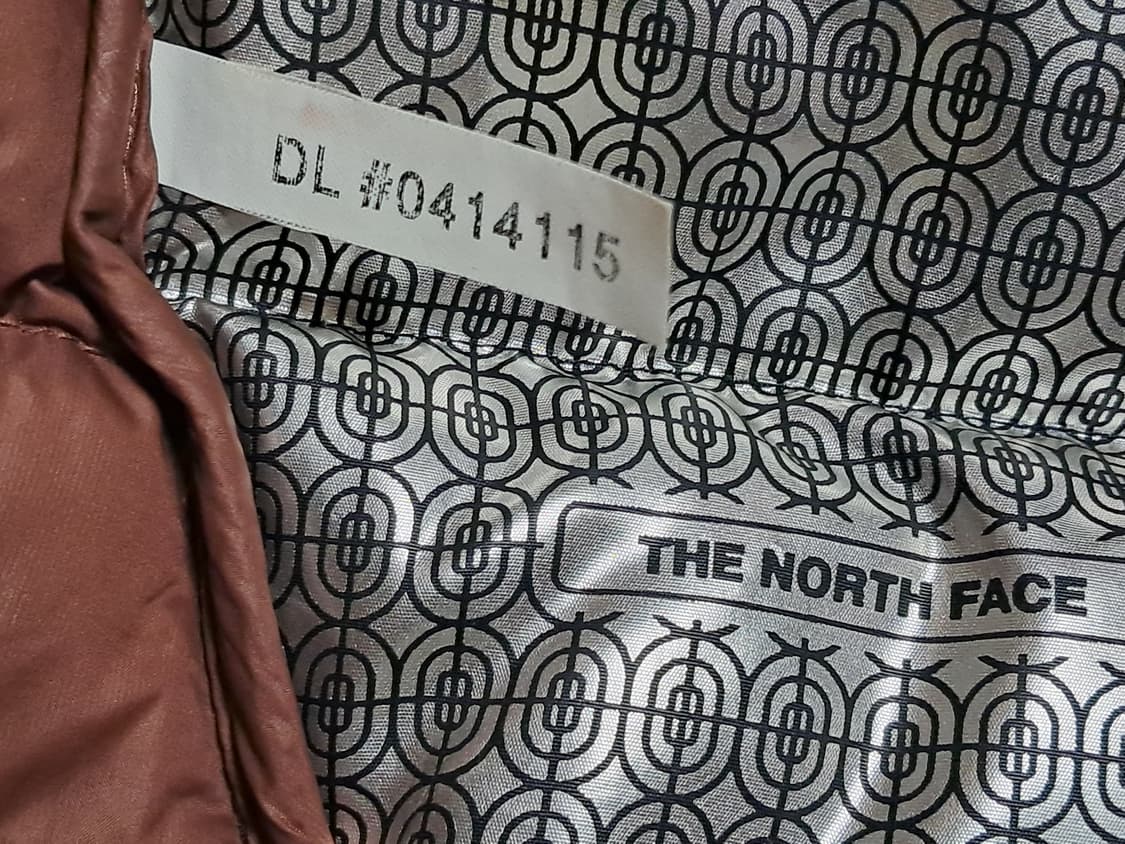 DL #0414115
THE NORTH FACE